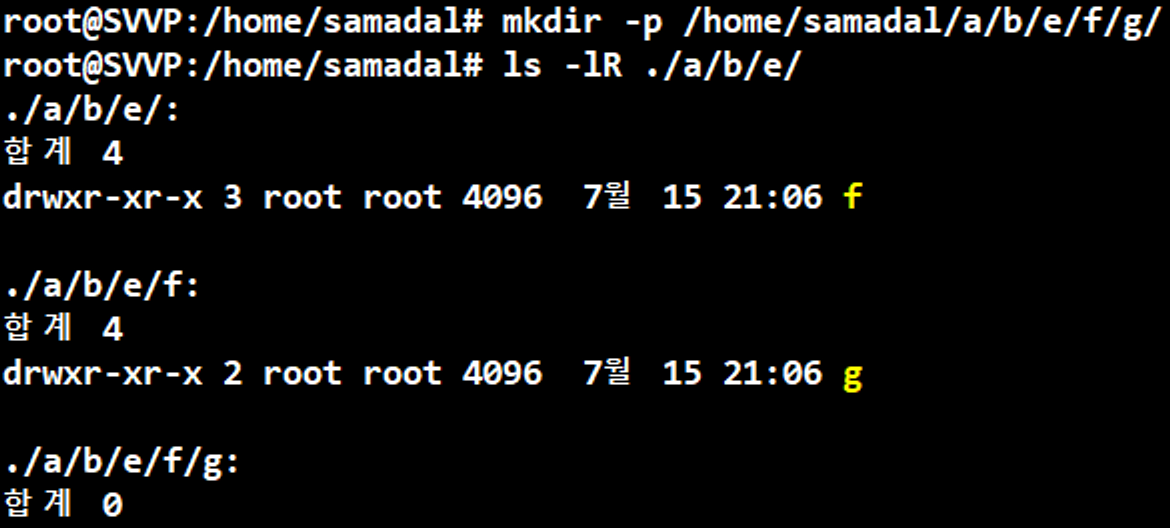 root@SVVP:/home/samadal# mkdir -p /home/samadal/a/b/e/f/g/
root@SVVP:/home/samadal# ls -lR ./a/b/e/
./a/b/e/:
합계 4
drwxr-xr-x 3 root root 4096  7월  15 21:06 f

./a/b/e/f:
합계 4
drwxr-xr-x 2 root root 4096  7월  15 21:06 g

./a/b/e/f/g:
합계 0